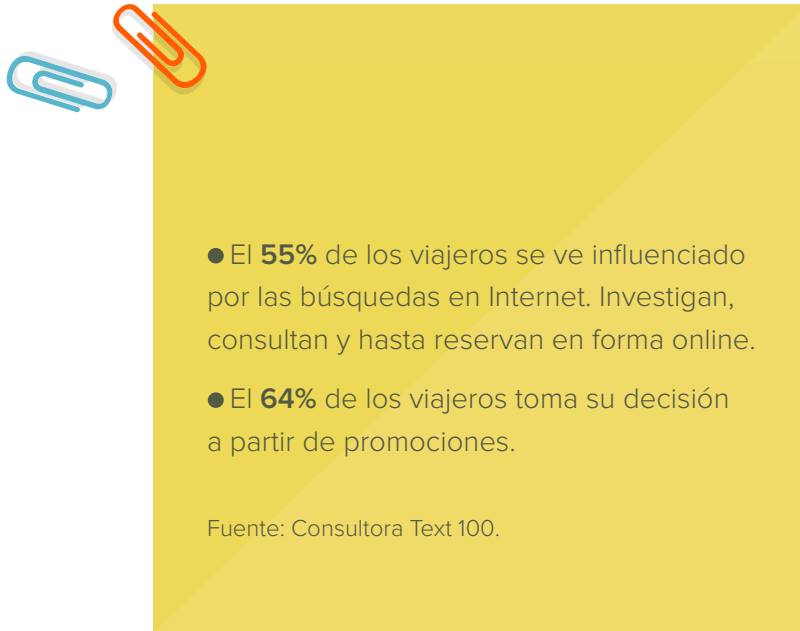 ● El 55% de los viajeros se ve influenciado
por las búsquedas en Internet. Investigan,
consultan y hasta reservan en forma online.
● El 64% de los viajeros toma su decisión
a partir de promociones.
Fuente: Consultora Text 100.